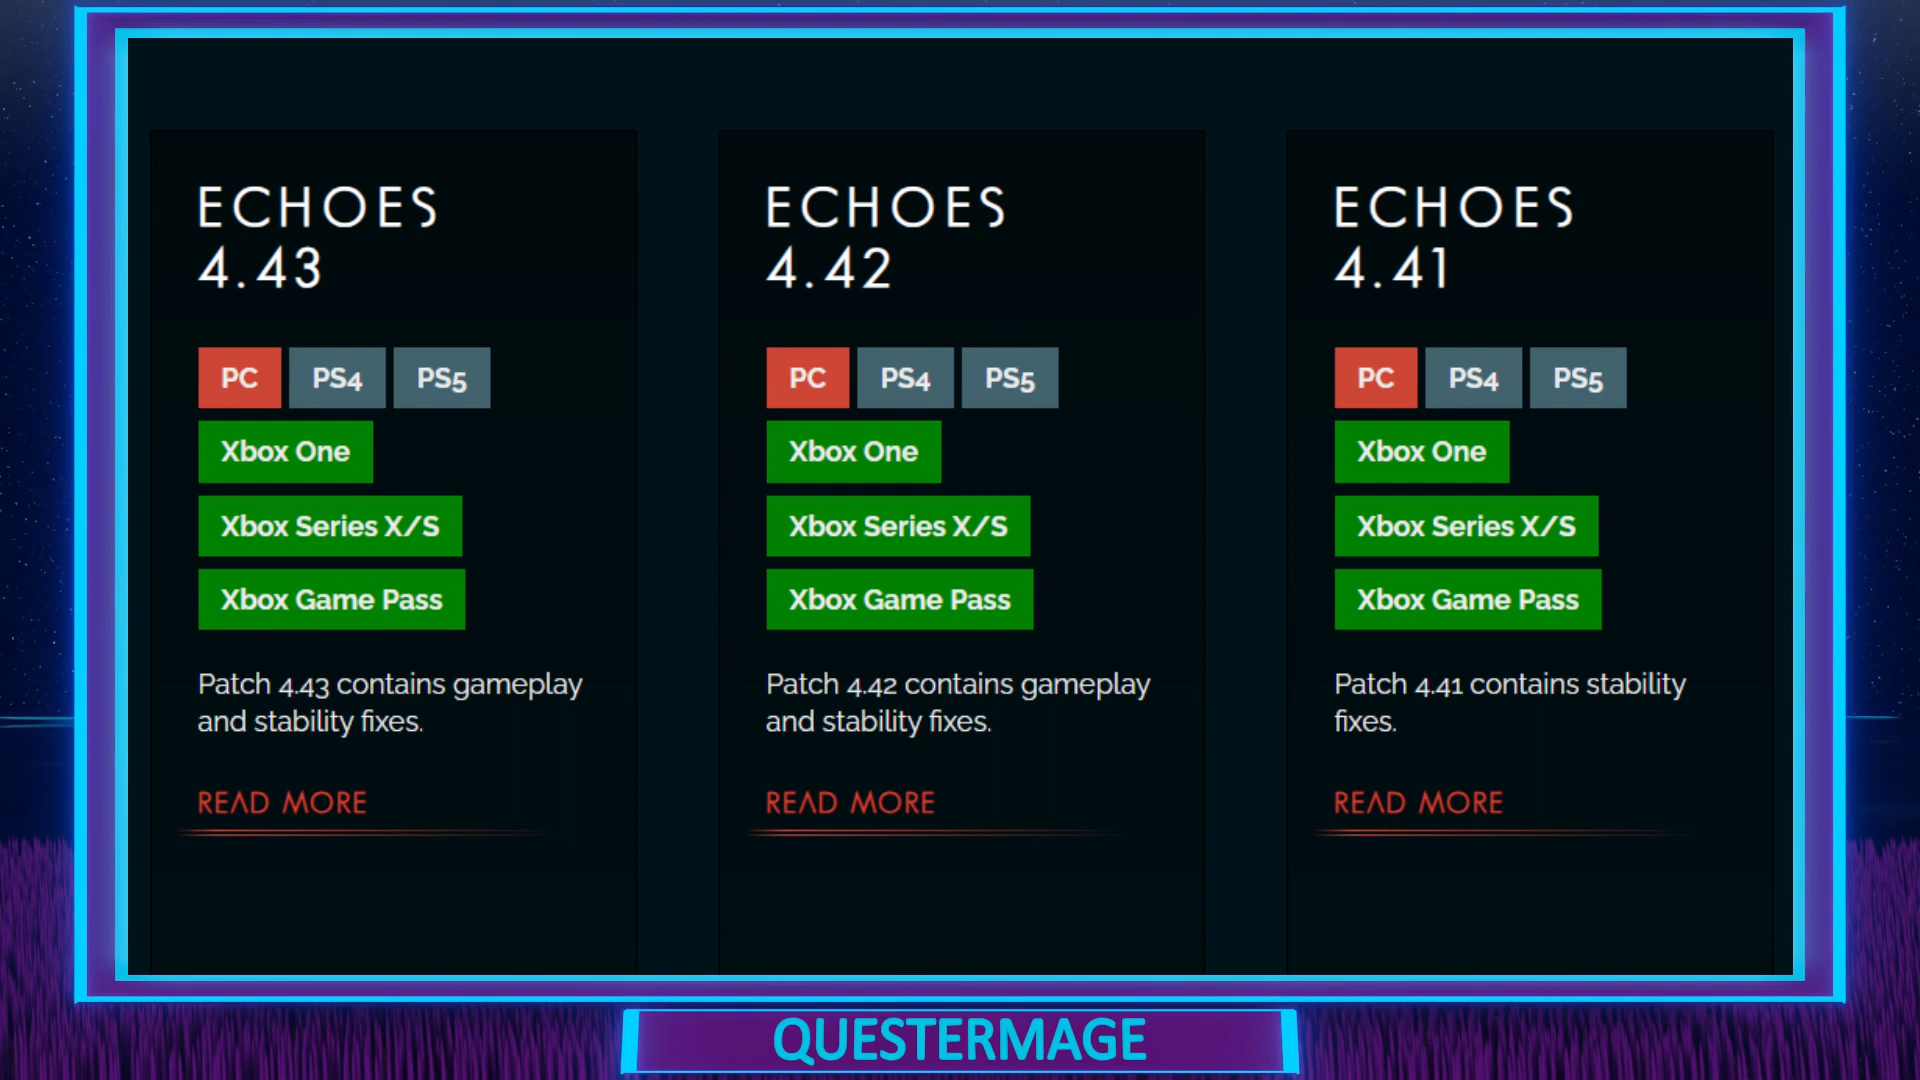 ECHOES
4.43
PC PS4 PS5
Xbox One
Xbox Series X/S
Xbox Game Pass
Patch 4.43 contains gameplay
and stability fixes.
READ MORE
ECHOES
4.42
PC PS4 PS5
Xbox One
Xbox Series X/S
Xbox Game Pass
Patch 4.42 contains gameplay
and stability fixes.
READ MORE
ECHOES
4.41
PC PS4 PS5
Xbox One
Xbox Series X/S
Xbox Game Pass
Patch 4.41 contains stability
fixes.
READ MORE
QUESTERMAGE